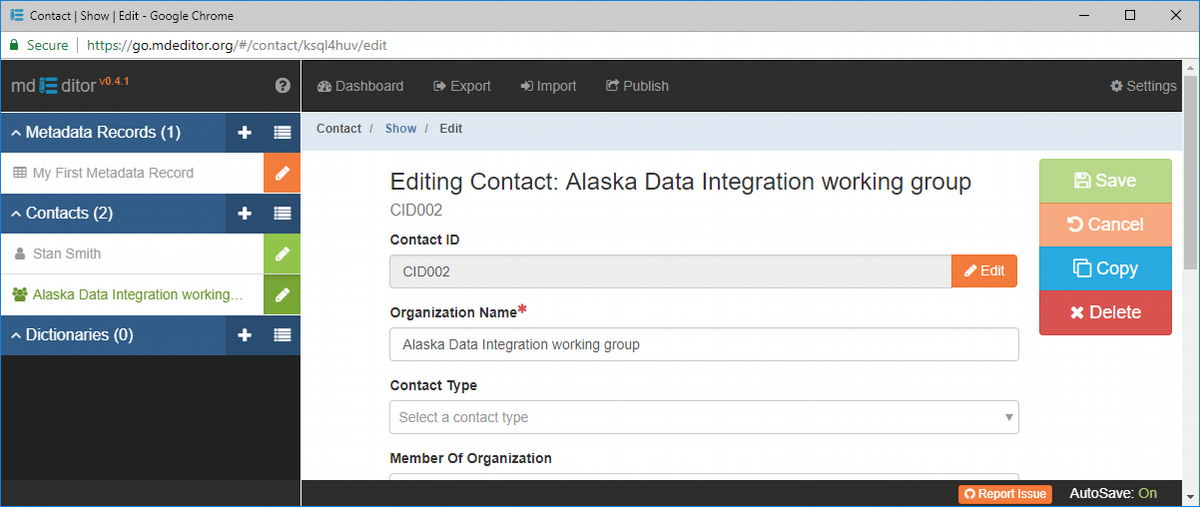 Contact | Show | Edit - Google Chrome
Secure https://go.mdeditor.org/#/contact/ksql4huv/edit
md ditor v0.4.1
Dashboard Export Import Publish Settings
Metadata Records (1)
Contact / Show / Edit
My First Metadata Record
Editing Contact: Alaska Data Integration working group
Save
CID002
Contacts (2)
Cancel
Contact ID
Stan Smith
CID002 Edit
Copy
Alaska Data Integration working...
Organization Name*
Delete
Dictionaries (0)
Alaska Data Integration working group
Contact Type
Select a contact type
Member Of Organization
Report Issue AutoSave: On